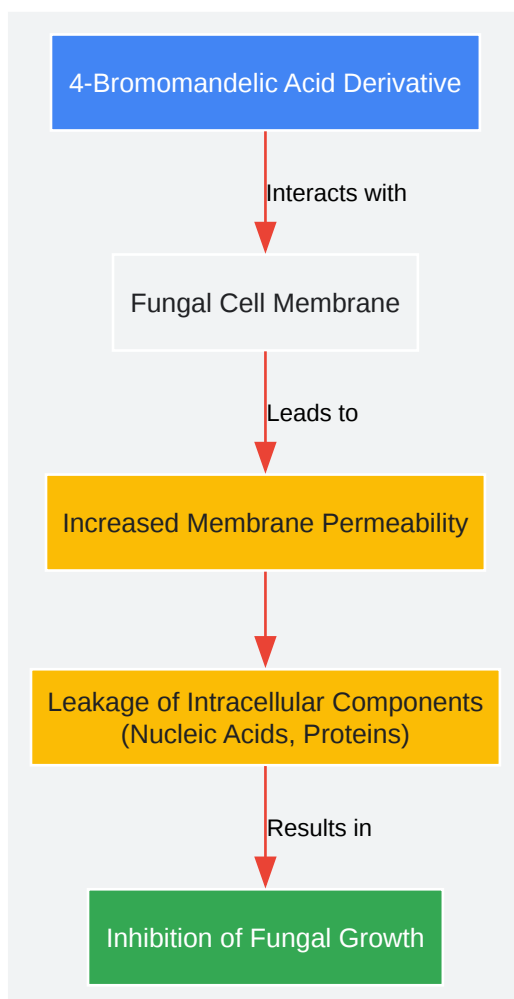 4-Bromomandelic Acid Derivative
Interacts with
Fungal Cell Membrane
Leads to
Increased Membrane Permeability
Leakage of Intracellular Components
(Nucleic Acids, Proteins)
Results in
Inhibition of Fungal Growth